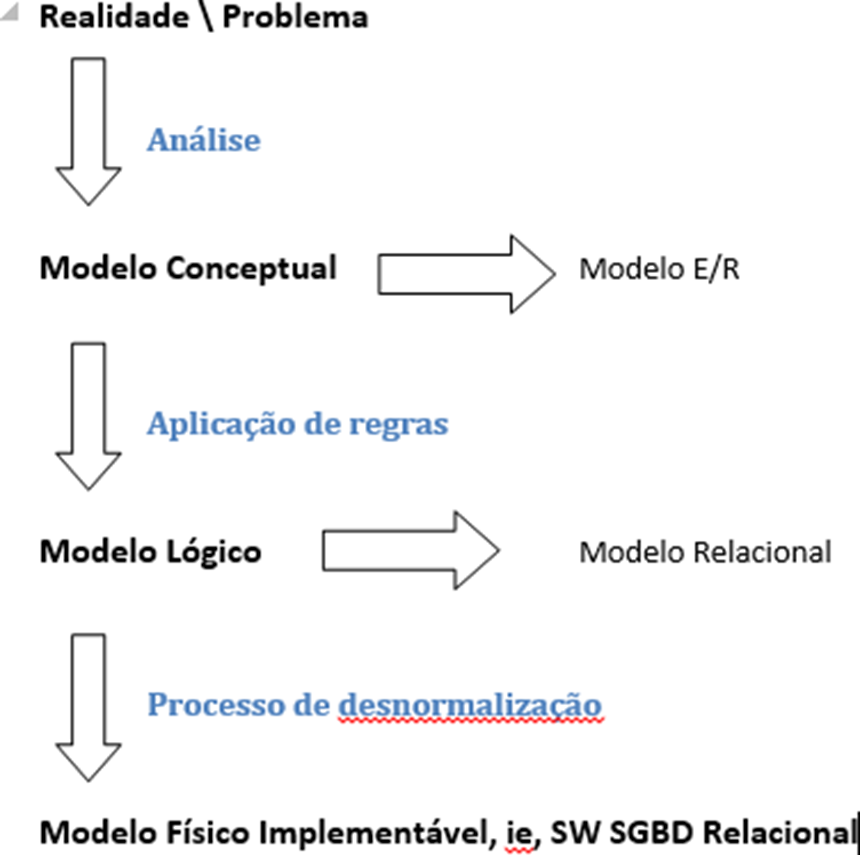 Realidade \ Problema
Análise
Modelo Conceptual
Modelo E/R
Aplicação de regras
Modelo Lógico
Modelo Relacional
Processo de desnormalização
Modelo Físico Implementável, ie, SW SGBD Relacional